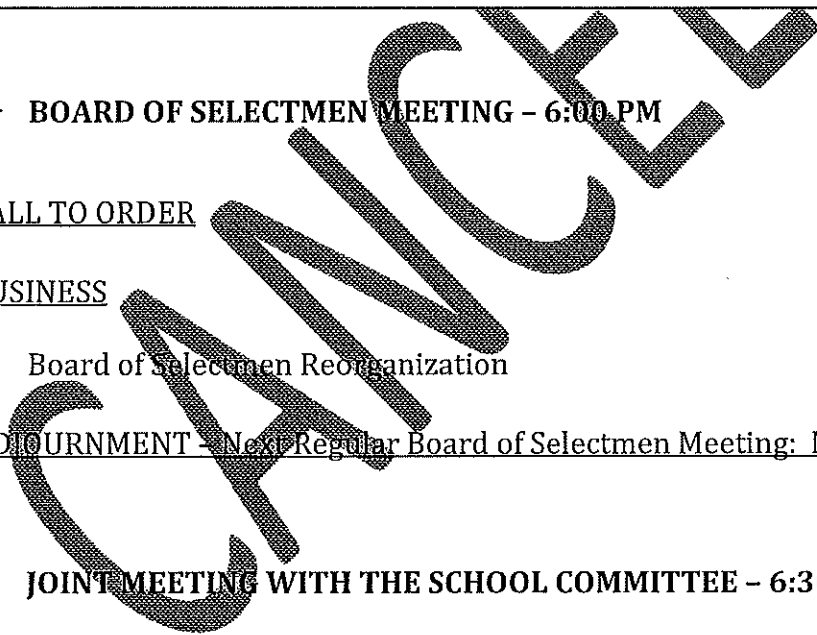 BOARD OF SELECTMEN MEETING – 6:00 PM
ALL TO ORDER
USINESS
Board of Selectmen Reorganization
DJOURNMENT – Next Regular Board of Selectmen Meeting:
JOINT MEETING WITH THE SCHOOL COMMITTEE – 6:3
CANCEL